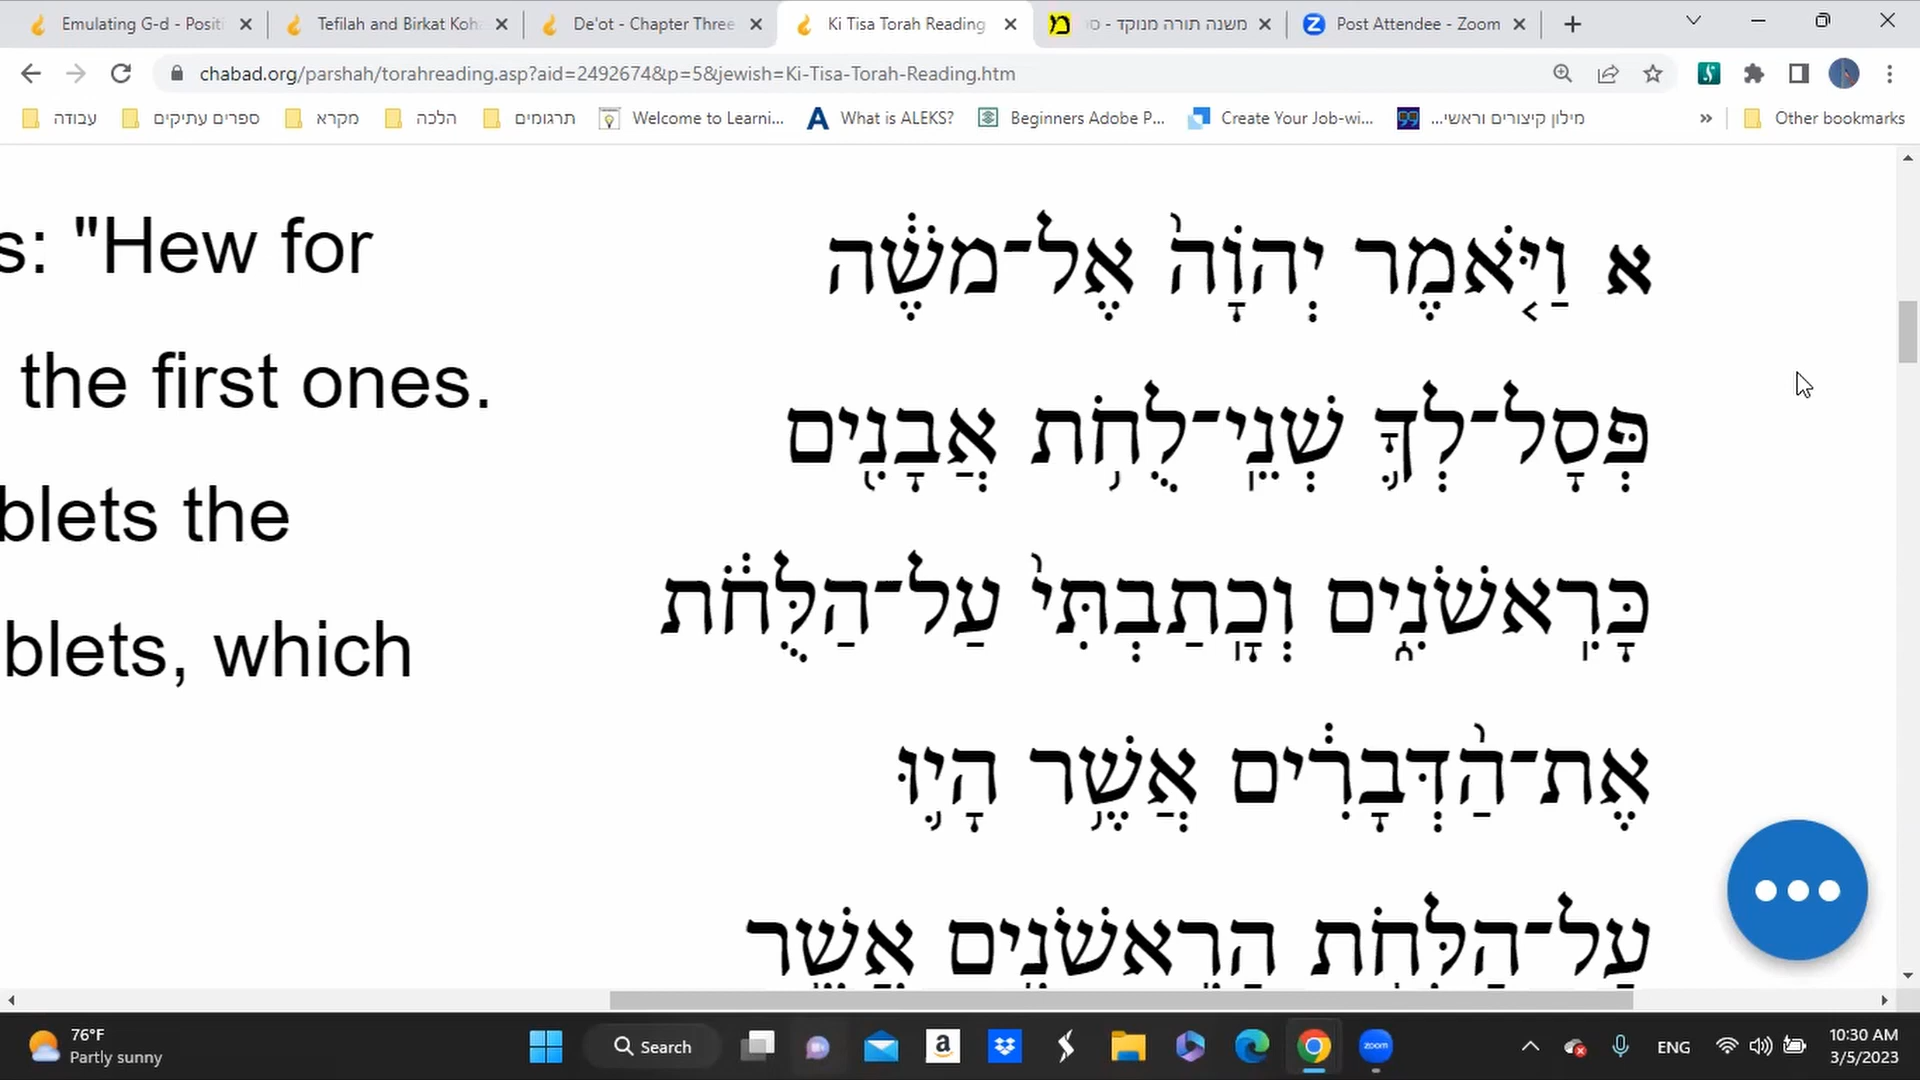 Emulating G-d - Positi
Tefilah and Birkat Koh
De'ot - Chapter Three
Ki Tisa Torah Reading
משנה תורה מנוקד - ס
Post Attendee - Zoom
chabad.org/parshah/torahreading.asp?aid=2492674&p=5&jewish=Ki-Tisa-Torah-Reading.htm
עבודה
ספרים עתיקים
מקרא
הלכה
תרגומים
Welcome to Learni...
What is ALEKS?
Beginners Adobe P...
Create Your Job-wi...
מילון קיצורים וראשי...
»
Other bookmarks
s: "Hew for
the first ones.
blets the
blets, which
א וַיֹּ֤אמֶר יְהוָֹה֙ אֶל־משֶׁ֔ה
פְּסָל־לְךָ֛ שְׁנֵֽי־לֻחֹ֥ת אֲבָנִ֖ים
כָּרִֽאשֹׁנִ֑ים וְכָֽתַבְתִּי֙ עַל־הַלֻּחֹ֔ת
אֶת־הַ֨דְּבָרִ֔ים אֲשֶׁ֥ר הָי֛וּ
עַל־הַלֻּחֹ֥ת הָרִֽאשֹׁנִ֖ים אֲשֶׁ֥ר
76°F
Partly sunny
Search
zoom
ENG
10:30 AM
3/5/2023